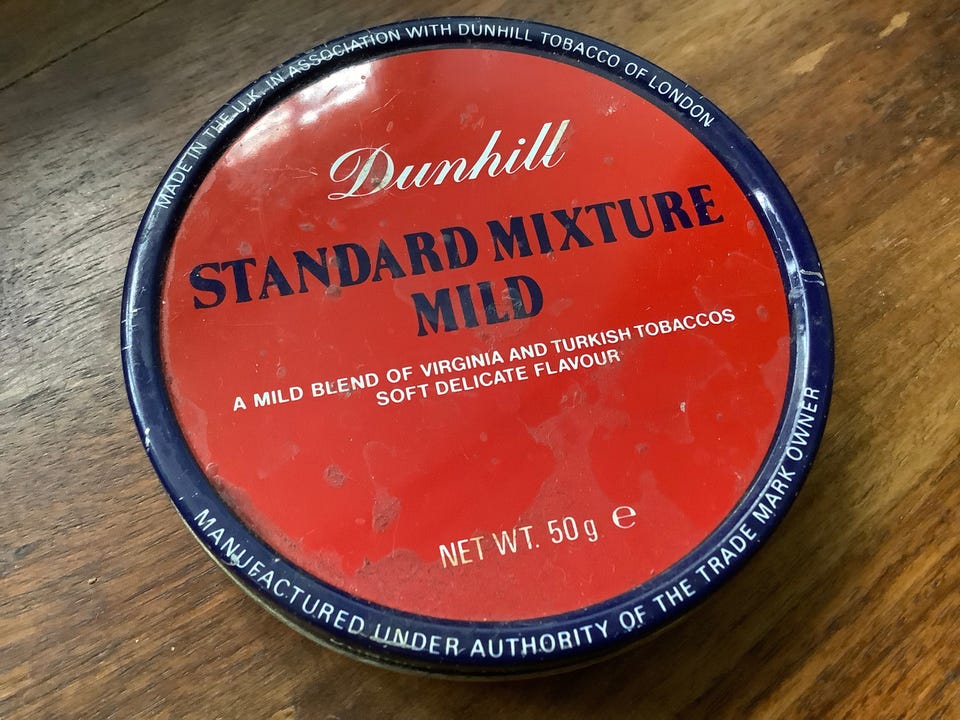 MADE IN THE U.K. IN ASSOCIATION WITH DUNHILL TOBACCO OF LONDON
Dunhill
STANDARD MIXTURE
MILD
A MILD BLEND OF VIRGINIA AND TURKISH TOBACCOS
SOFT DELICATE FLAVOUR
NET WT. 50g ℮
MANUFACTURED UNDER AUTHORITY OF THE TRADE MARK OWNER